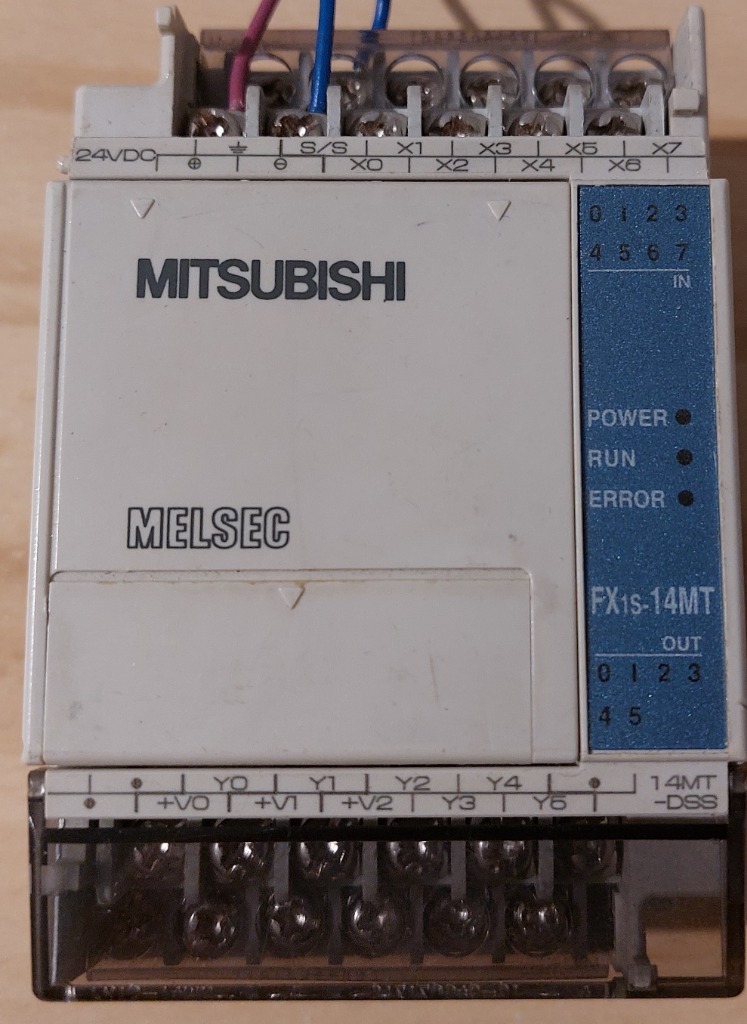 S/S X1 X3 X5 X7
24VDC ⊕ ⏚ ⊖ X0 X2 X4 X6
0 1 2 3
4 5 6 7
IN
MITSUBISHI
POWER
RUN
ERROR
MELSEC
FX1S-14MT
OUT
0 1 2 3
4 5
• Y0 Y1 Y2 Y4 • 14MT
• +V0 +V1 +V2 Y3 Y5 -DSS